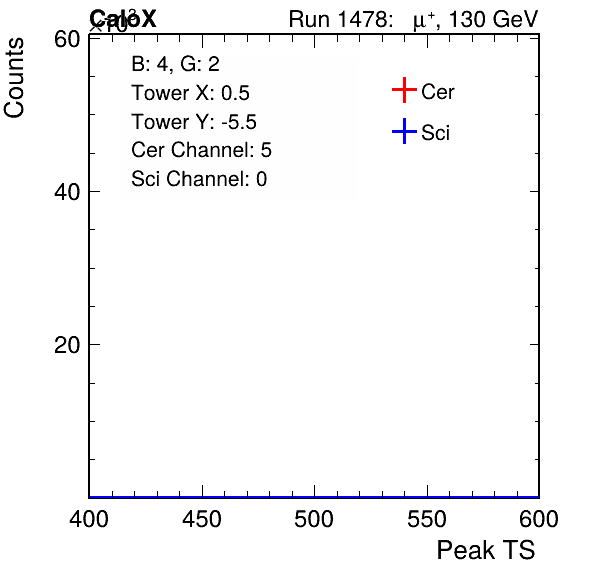 CaloX Run 1478: μ⁺, 130 GeV
×10³
60
Counts
B: 4, G: 2
Tower X: 0.5
Tower Y: -5.5
Cer Channel: 5
Sci Channel: 0
Cer
Sci
40
20
400 450 500 550 600
Peak TS